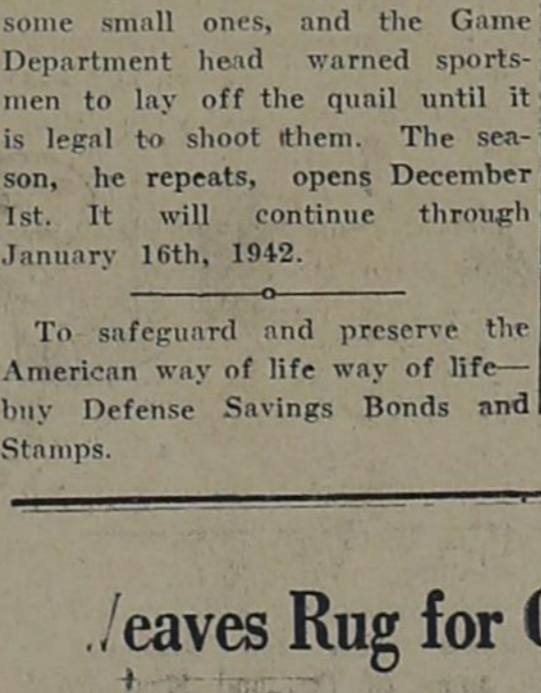 some small ones, and the Game
Department head warned sports-
men to lay off the quail until it
is legal to shoot them. The sea-
son, he repeats, opens December
1st. It will continue through
January 16th, 1942.
To safeguard and preserve the
American way of life way of life—
buy Defense Savings Bonds and
Stamps.
Rug for